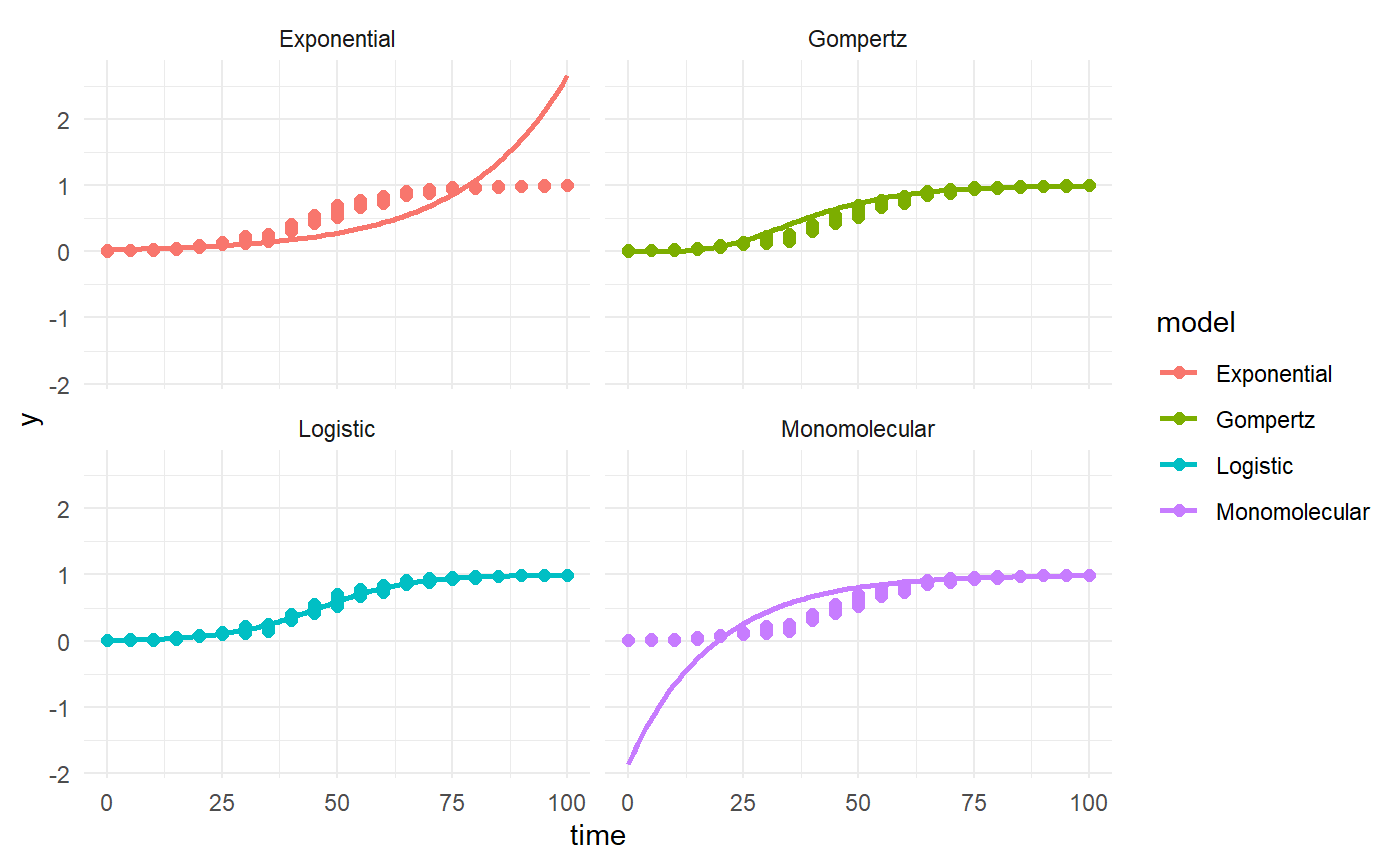 Exponential Gompertz
2
1
0
-1
-2
y
Logistic Monomolecular
2
1
0
-1
-2
0 25 50 75 100 0 25 50 75 100
time
model
Exponential
Gompertz
Logistic
Monomolecular